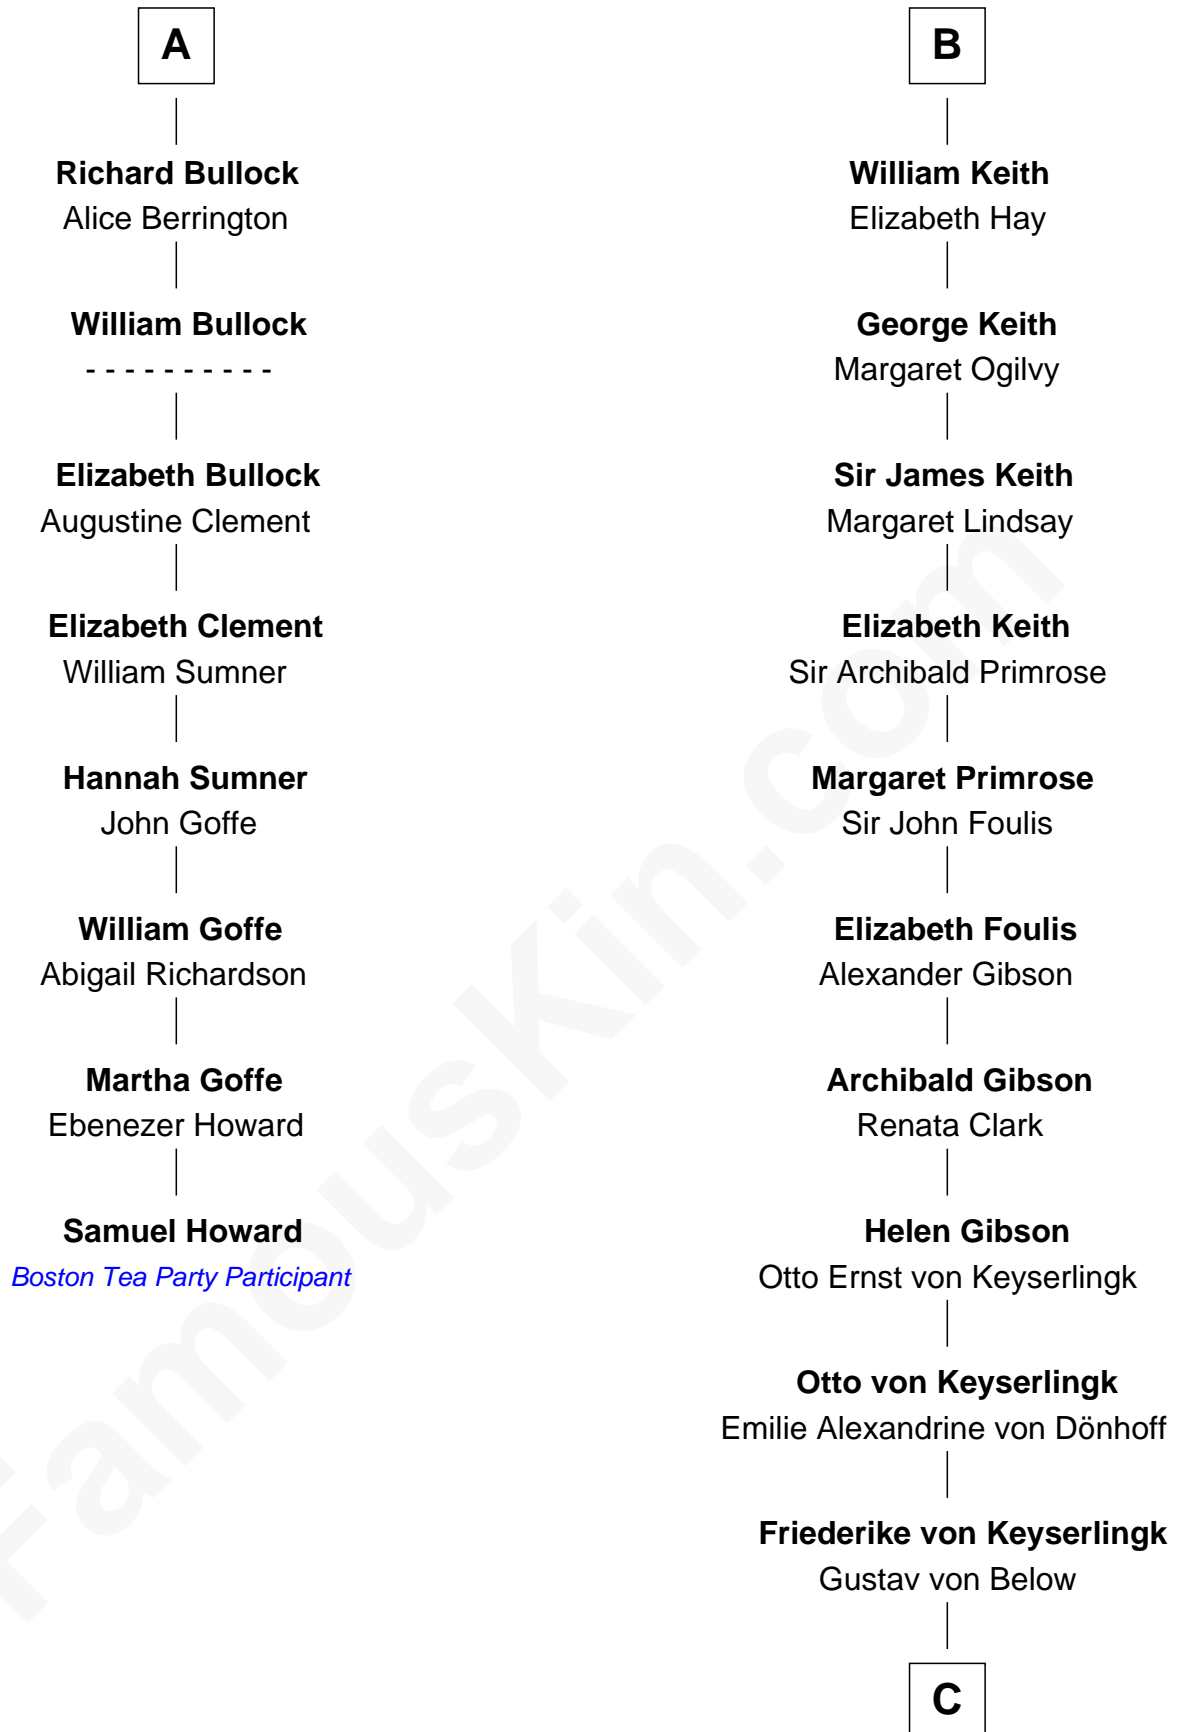 A
Richard Bullock
Alice Berrington
William Bullock
- - - - - - - - - -
Elizabeth Bullock
Augustine Clement
Elizabeth Clement
William Sumner
Hannah Sumner
John Goffe
William Goffe
Abigail Richardson
Martha Goffe
Ebenezer Howard
Samuel Howard
Boston Tea Party Participant
B
William Keith
Elizabeth Hay
George Keith
Margaret Ogilvy
Sir James Keith
Margaret Lindsay
Elizabeth Keith
Sir Archibald Primrose
Margaret Primrose
Sir John Foulis
Elizabeth Foulis
Alexander Gibson
Archibald Gibson
Renata Clark
Helen Gibson
Otto Ernst von Keyserlingk
Otto von Keyserlingk
Emilie Alexandrine von Dönhoff
Friederike von Keyserlingk
Gustav von Below
C
FamousKin.com